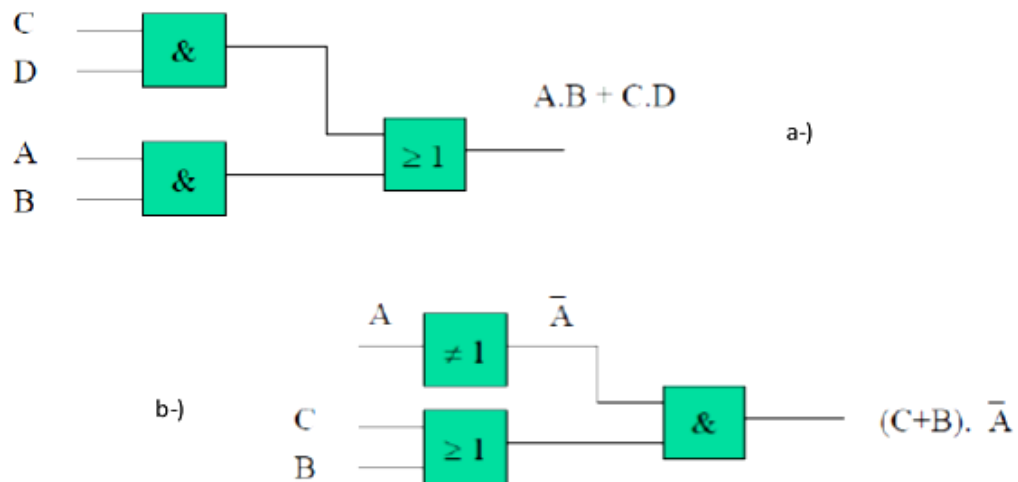 C
&
D
A.B + C.D
a-)
A
≥ 1
&
B
A
A̅
≠ 1
b-)
C
&
(C+B). A̅
≥ 1
B